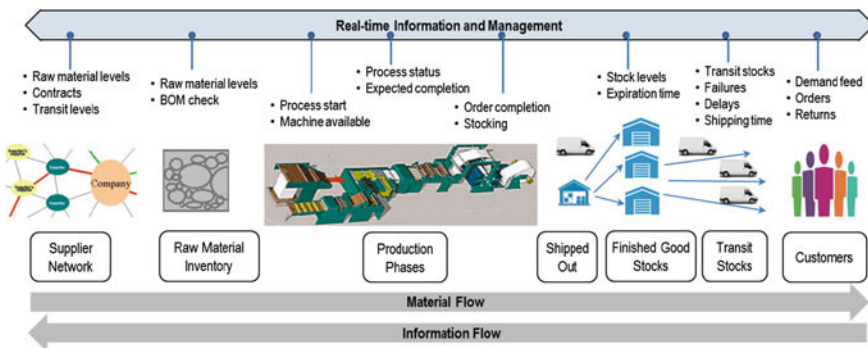 Real-time Information and Management
• Raw material levels
• Contracts
• Transit levels
• Raw material levels
• BOM check
• Process start
• Machine available
• Process status
• Expected completion
• Order completion
• Stocking
• Stock levels
• Expiration time
• Transit stocks
• Failures
• Delays
• Shipping time
• Demand feed
• Orders
• Returns
Company
Supplier
Network
Raw Material
Inventory
Production
Phases
Shipped
Out
Finished Good
Stocks
Transit
Stocks
Customers
Material Flow
Information Flow